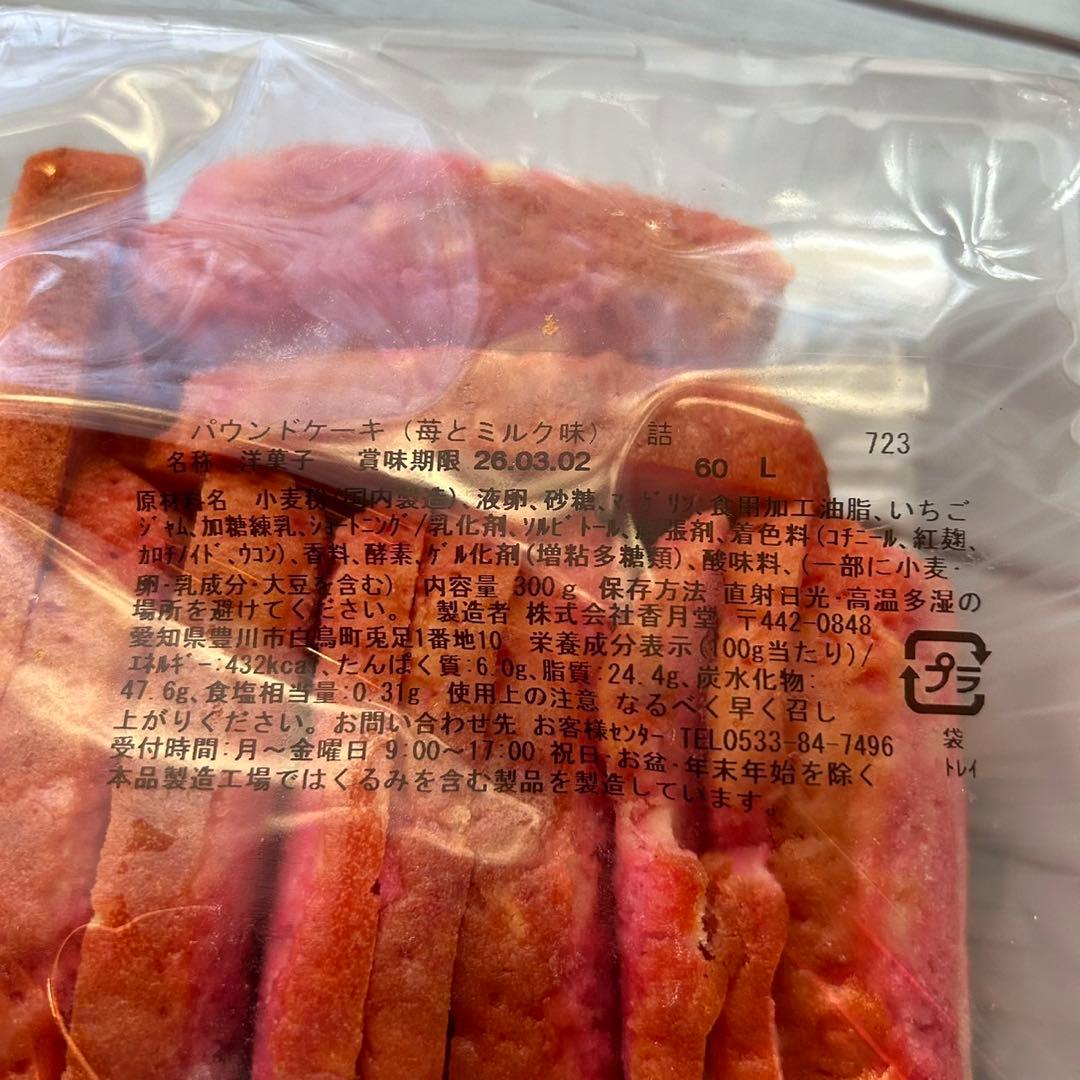 パウンドケーキ（苺とミルク味） 詰 723
名称 洋菓子 賞味期限 26.03.02 60 L
原材料名 小麦粉（国内製造）、液卵、砂糖、ﾏｰｶﾞﾘﾝ、食用加工油脂、いちご
ｼﾞｬﾑ、加糖練乳、ｼｮｰﾄﾆﾝｸﾞ/乳化剤、ｿﾙﾋﾞﾄｰﾙ、膨張剤、着色料（ｺﾁﾆｰﾙ、紅麹、
ｶﾛﾁﾉｲﾄﾞ、ｳｺﾝ）、香料、酵素、ｹﾞﾙ化剤（増粘多糖類）、酸味料、（一部に小麦・
卵・乳成分・大豆を含む） 内容量 300g 保存方法 直射日光・高温多湿の
場所を避けてください。 製造者 株式会社香月堂 〒442-0848
愛知県豊川市白鳥町兎足1番地10 栄養成分表示（100g当たり）/
ｴﾈﾙｷﾞｰ:432kcal、たんぱく質:6.0g、脂質:24.4g、炭水化物:
47.6g、食塩相当量:0.31g 使用上の注意 なるべく早く召し
上がりください。お問い合わせ先 お客様ｾﾝﾀｰ TEL0533-84-7496
受付時間:月～金曜日 9:00～17:00 祝日・お盆・年末年始を除く
本品製造工場ではくるみを含む製品を製造しています。
プラ
袋
ﾄﾚｲ